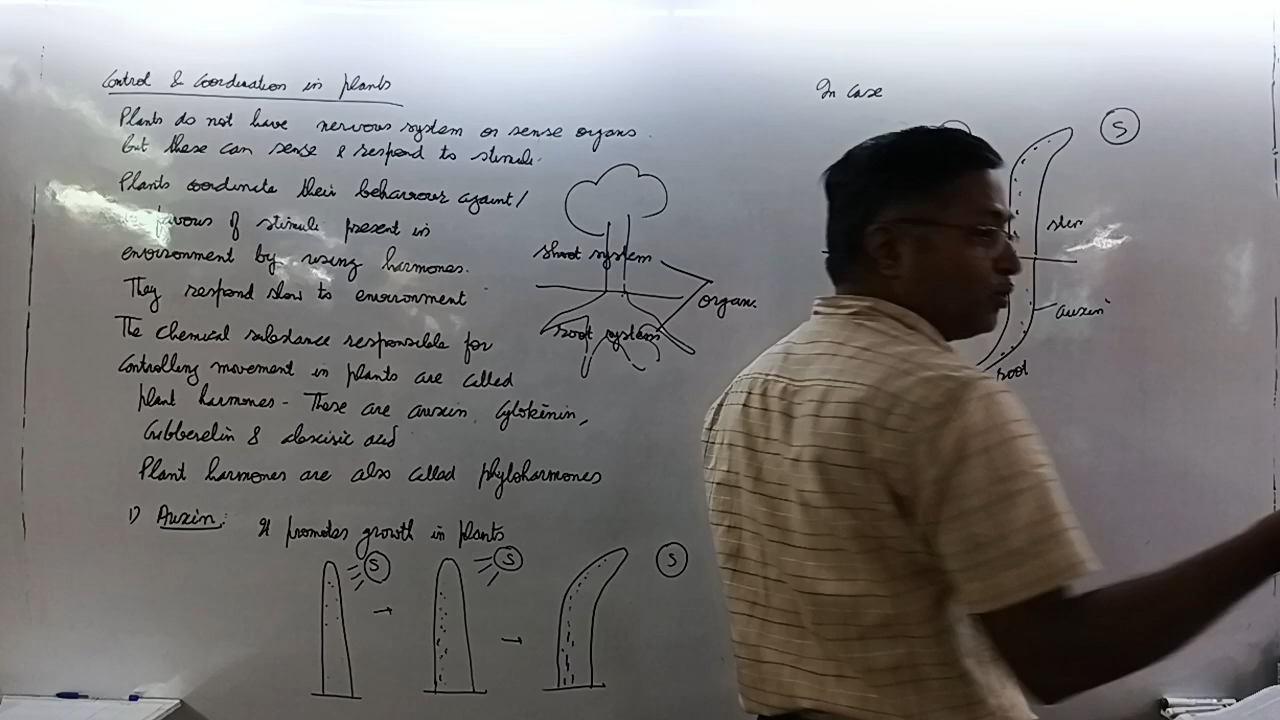 Control & Coordination in plants
Plants do not have nervous system or sense organs.
but these can sense & respond to stimuli.
Plants coordinate their behaviour against/
favour of stimuli present in
environment by using harmones.
They respond slow to environment
The chemical substance responsible for
controlling movement in plants are called
plant harmones - These are auxin, Cytokinin,
Gibberelin & abscisic acid
Plant harmones are also called phytoharmones
1) Auxin: It promotes growth in plants
S
S
S
shoot system
root system
organs
In case
S
stem
auxin
root